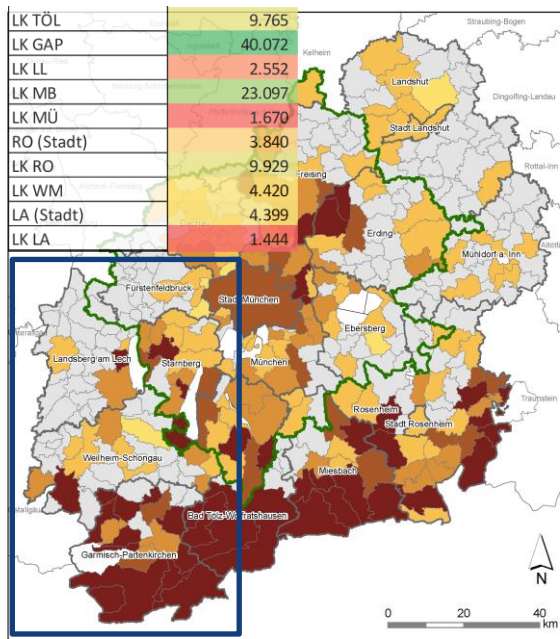 LK TÖL 9.765
LK GAP 40.072
LK LL 2.552
LK MB 23.097
LK MÜ 1.670
RO (Stadt) 3.840
LK RO 9.929
LK WM 4.420
LA (Stadt) 4.399
LK LA 1.444
Straubing-Bogen
Kelheim
Landshut
Dingolfing-Landau
Stadt Landshut
Rottal-Inn
Freising
Erding
Mühldorf a. Inn
Fürstenfeldbruck
Stadt München
Ebersberg
Landsberg am Lech
Starnberg
München
Traunstein
Rosenheim
Stadt Rosenheim
Weilheim-Schongau
Miesbach
Bad Tölz-Wolfratshausen
Garmisch-Partenkirchen
N
0 20 40
km